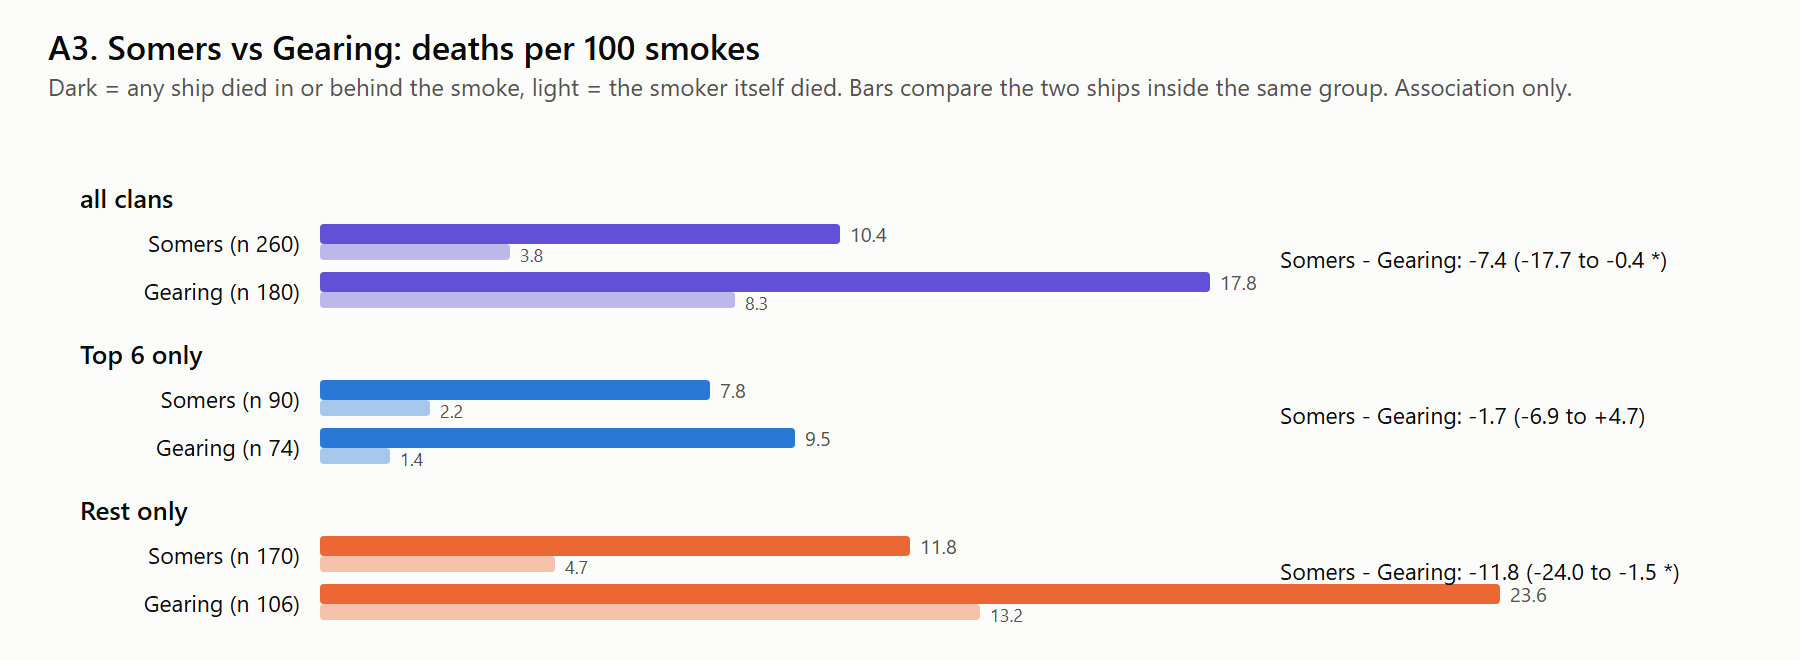 A3. Somers vs Gearing: deaths per 100 smokes
Dark = any ship died in or behind the smoke, light = the smoker itself died. Bars compare the two ships inside the same group. Association only.
all clans
Somers (n 260)
10.4
3.8
Somers - Gearing: -7.4 (-17.7 to -0.4 *)
Gearing (n 180)
17.8
8.3
Top 6 only
Somers (n 90)
7.8
2.2
Somers - Gearing: -1.7 (-6.9 to +4.7)
Gearing (n 74)
9.5
1.4
Rest only
Somers (n 170)
11.8
4.7
Somers - Gearing: -11.8 (-24.0 to -1.5 *)
Gearing (n 106)
23.6
13.2